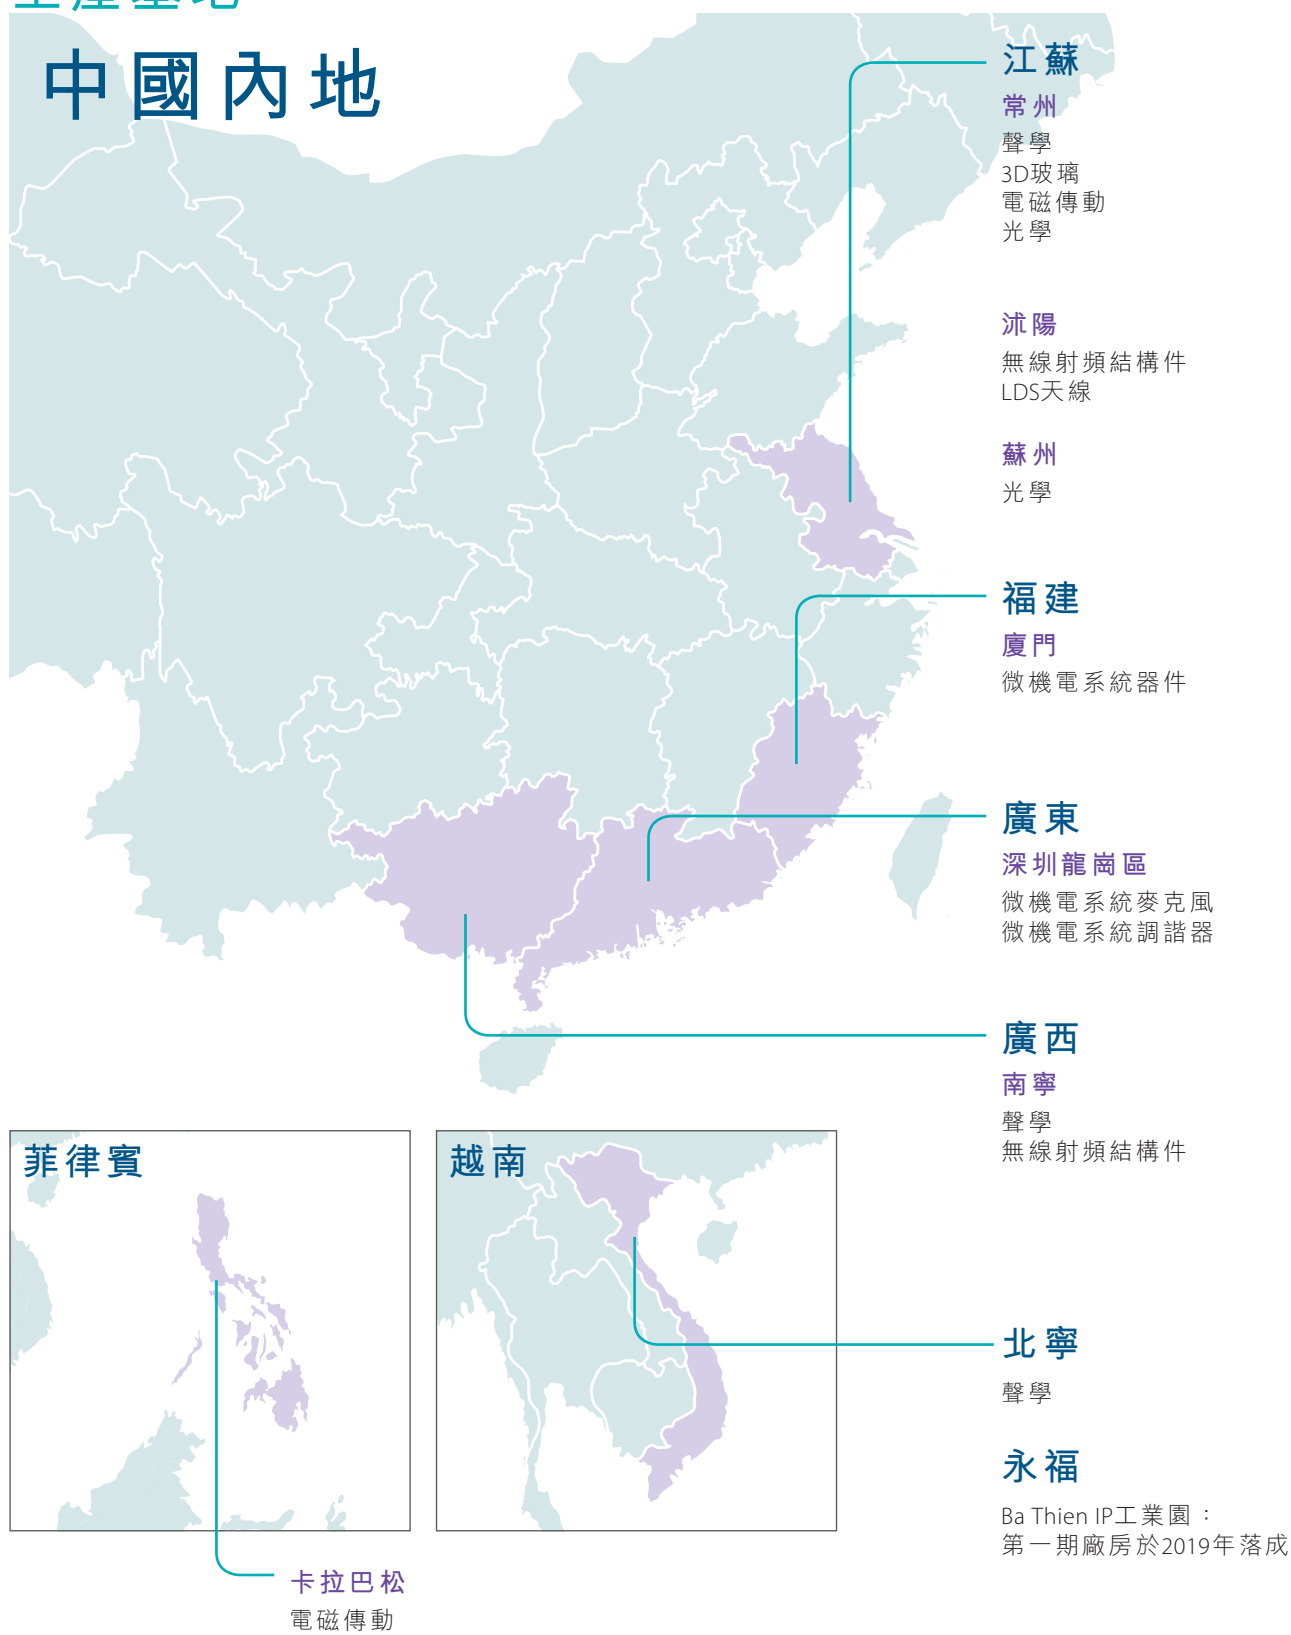 生產基地
中國內地
江蘇
常州
聲學
3D玻璃
電磁傳動
光學
沭陽
無線射頻結構件
LDS天線
蘇州
光學
福建
廈門
微機電系統器件
廣東
深圳龍崗區
微機電系統麥克風
微機電系統調諧器
廣西
南寧
聲學
無線射頻結構件
菲律賓
卡拉巴松
電磁傳動
越南
北寧
聲學
永福
Ba Thien IP工業園：
第一期廠房於2019年落成